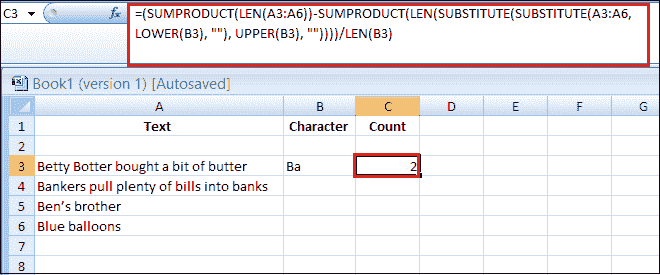 C3
fx
=(SUMPRODUCT(LEN(A3:A6))-SUMPRODUCT(LEN(SUBSTITUTE(SUBSTITUTE(A3:A6,
LOWER(B3), ""), UPPER(B3), ""))))/LEN(B3)
Book1 (version 1) [Autosaved]
A B C D E F G
1 Text Character Count
2
3 Betty Botter bought a bit of butter Ba 2
4 Bankers pull plenty of bills into banks
5 Ben's brother
6 Blue balloons
7
8